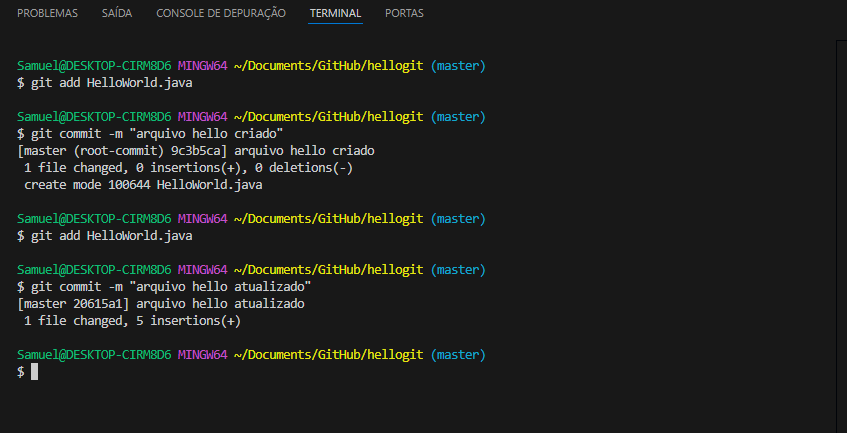 PROBLEMAS SAÍDA CONSOLE DE DEPURAÇÃO TERMINAL PORTAS
Samuel@DESKTOP-CIRM8D6 MINGW64 ~/Documents/GitHub/hellogit (master)
$ git add HelloWorld.java
Samuel@DESKTOP-CIRM8D6 MINGW64 ~/Documents/GitHub/hellogit (master)
$ git commit -m "arquivo hello criado"
[master (root-commit) 9c3b5ca] arquivo hello criado
1 file changed, 0 insertions(+), 0 deletions(-)
create mode 100644 HelloWorld.java
Samuel@DESKTOP-CIRM8D6 MINGW64 ~/Documents/GitHub/hellogit (master)
$ git add HelloWorld.java
Samuel@DESKTOP-CIRM8D6 MINGW64 ~/Documents/GitHub/hellogit (master)
$ git commit -m "arquivo hello atualizado"
[master 20615a1] arquivo hello atualizado
1 file changed, 5 insertions(+)
Samuel@DESKTOP-CIRM8D6 MINGW64 ~/Documents/GitHub/hellogit (master)
$